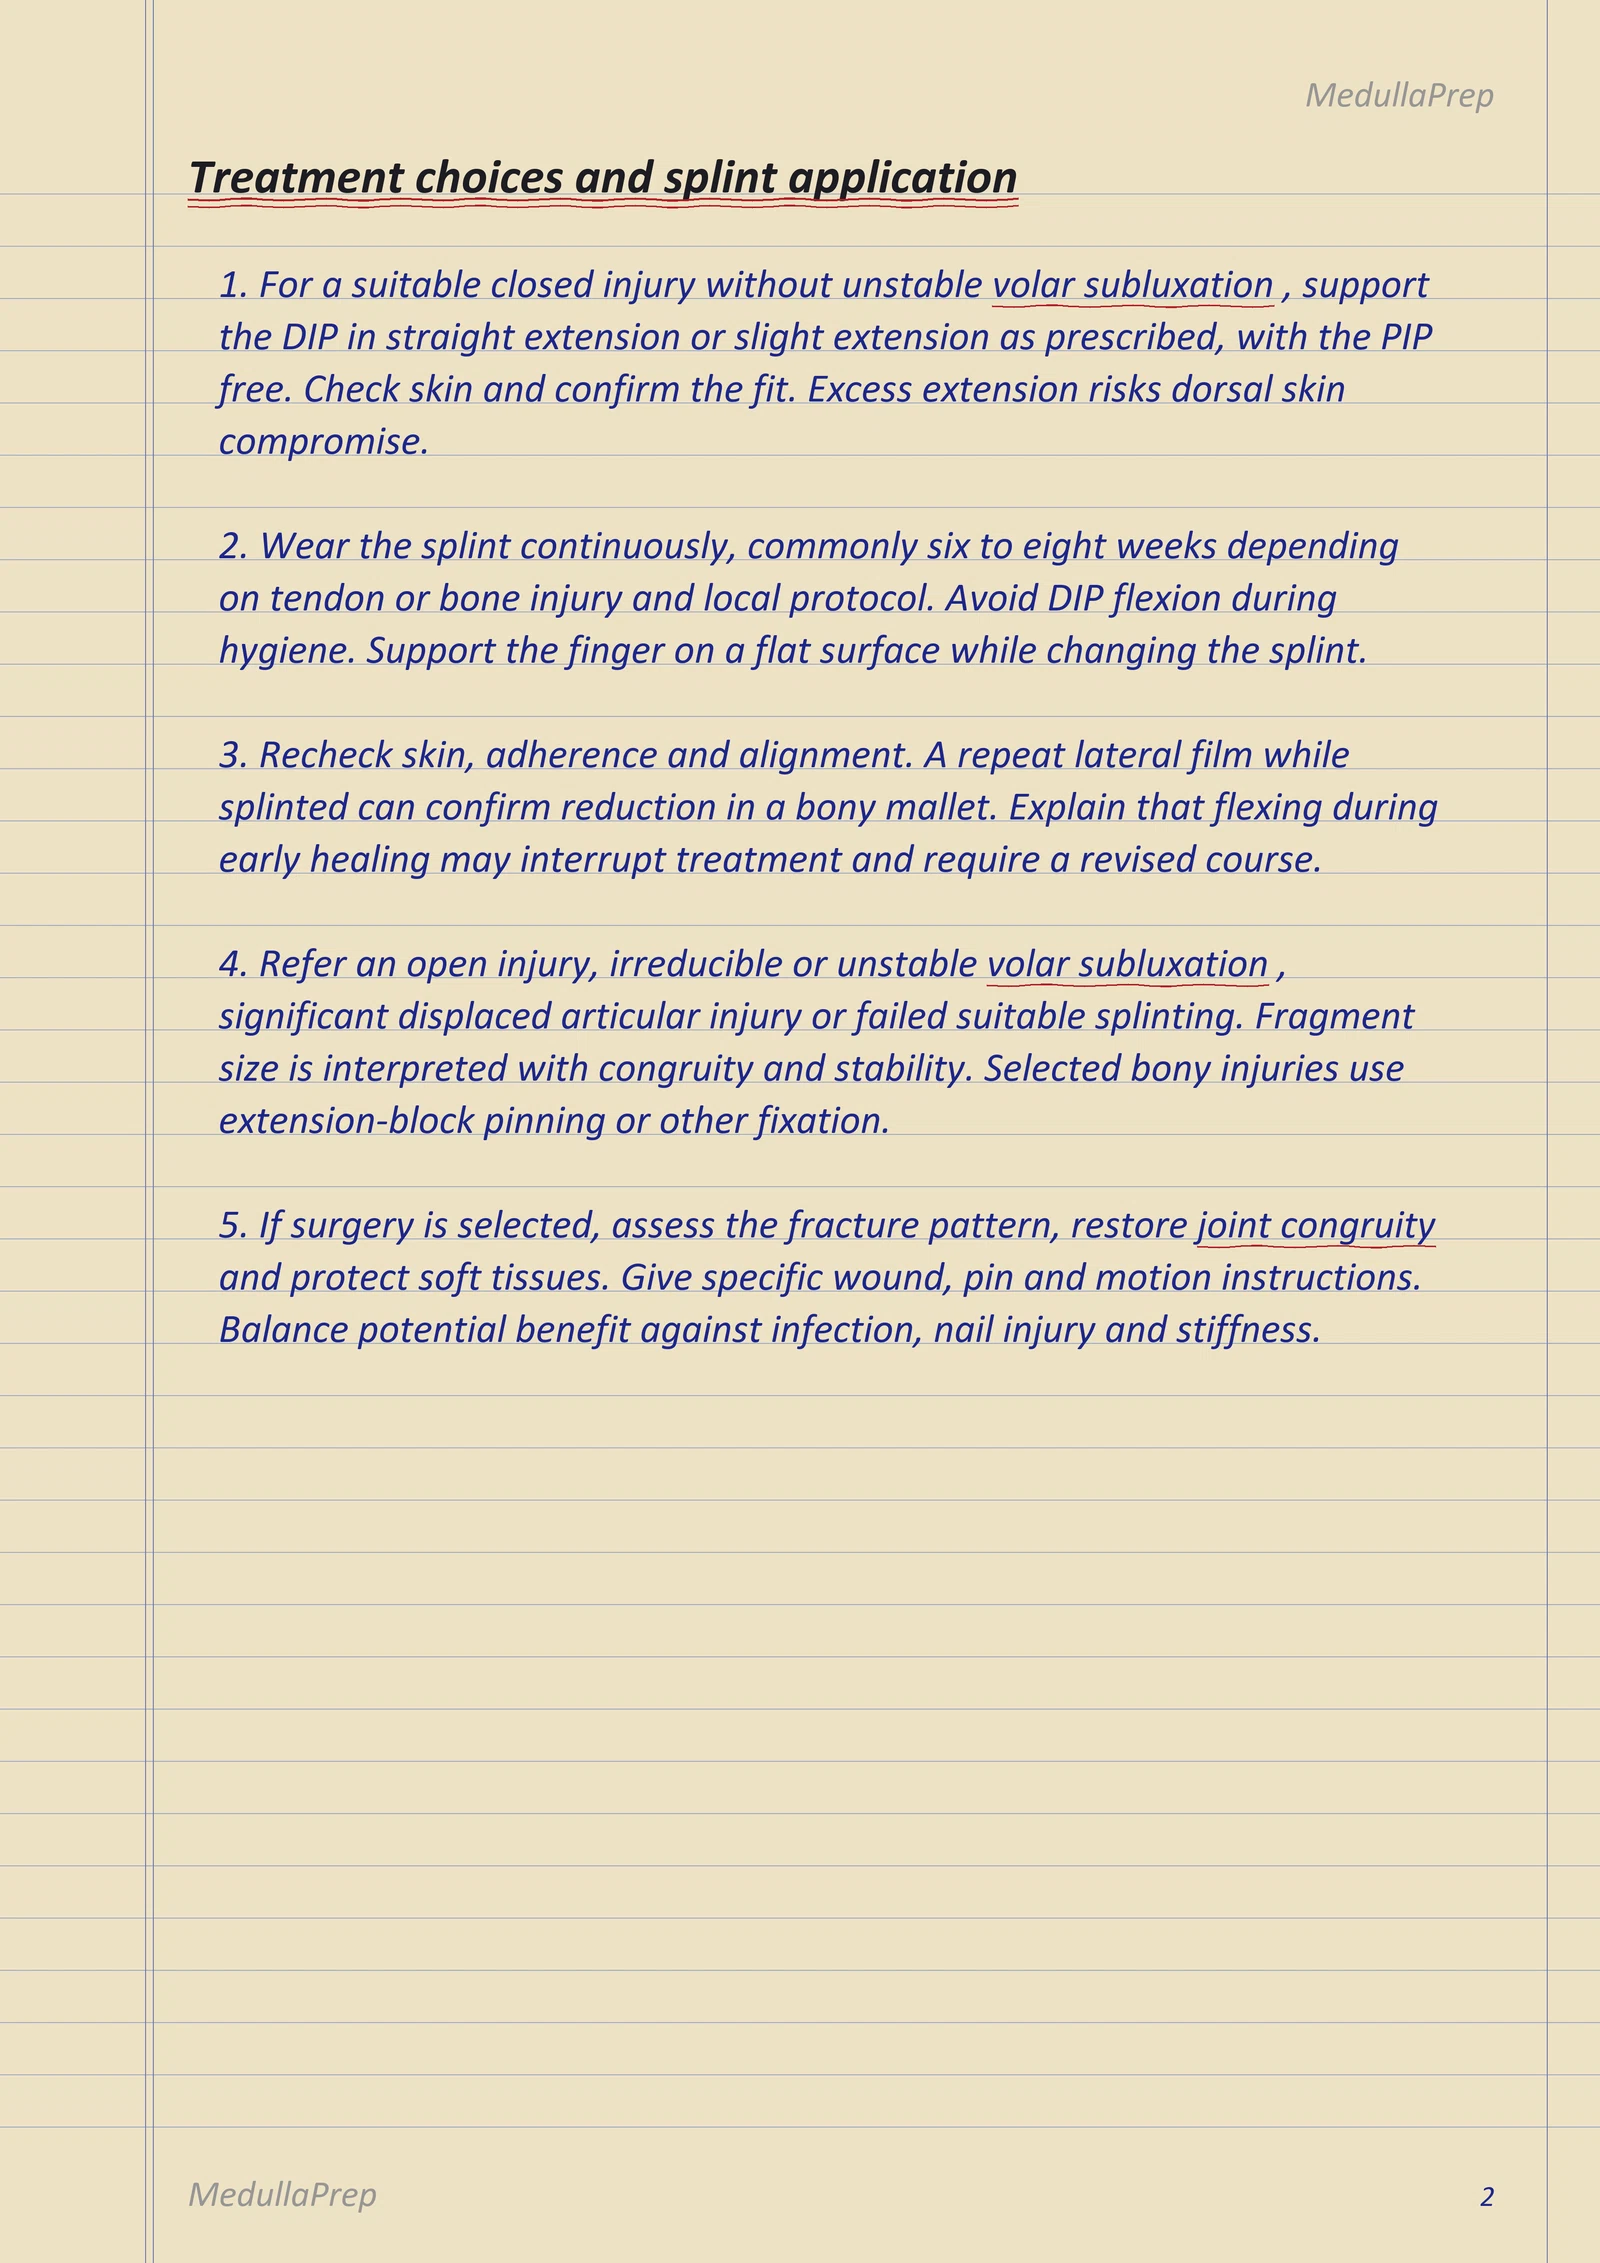 MedullaPrep
Treatment choices and splint application
1. For a suitable closed injury without unstable volar subluxation , support
the DIP in straight extension or slight extension as prescribed, with the PIP
free. Check skin and confirm the fit. Excess extension risks dorsal skin
compromise.
2. Wear the splint continuously, commonly six to eight weeks depending
on tendon or bone injury and local protocol. Avoid DIP flexion during
hygiene. Support the finger on a flat surface while changing the splint.
3. Recheck skin, adherence and alignment. A repeat lateral film while
splinted can confirm reduction in a bony mallet. Explain that flexing during
early healing may interrupt treatment and require a revised course.
4. Refer an open injury, irreducible or unstable volar subluxation ,
significant displaced articular injury or failed suitable splinting. Fragment
size is interpreted with congruity and stability. Selected bony injuries use
extension-block pinning or other fixation.
5. If surgery is selected, assess the fracture pattern, restore joint congruity
and protect soft tissues. Give specific wound, pin and motion instructions.
Balance potential benefit against infection, nail injury and stiffness.
MedullaPrep
2